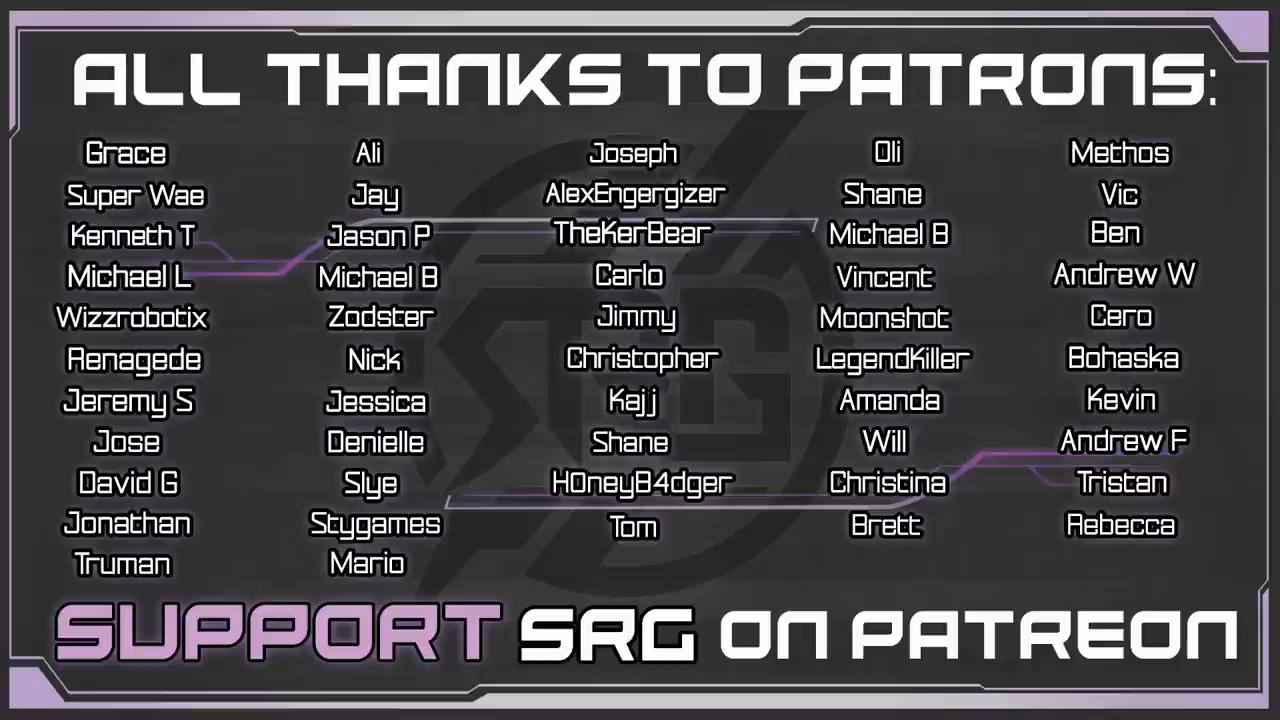 ALL THANKS TO PATRONS:
Grace Ali Joseph Oli Methos
Super Wae Jay AlexEngergizer Shane Vic
Kenneth T Jason P TheKerBear Michael B Ben
Michael L Michael B Carlo Vincent Andrew W
Wizzrobotix Zodster Jimmy Moonshot Cero
Renagede Nick Christopher LegendKiller Bohaska
Jeremy S Jessica Kajj Amanda Kevin
Jose Denielle Shane Will Andrew F
David G Slye H0neyB4dger Christina Tristan
Jonathan Stygames Tom Brett Rebecca
Truman Mario
SUPPORT SRG ON PATREON